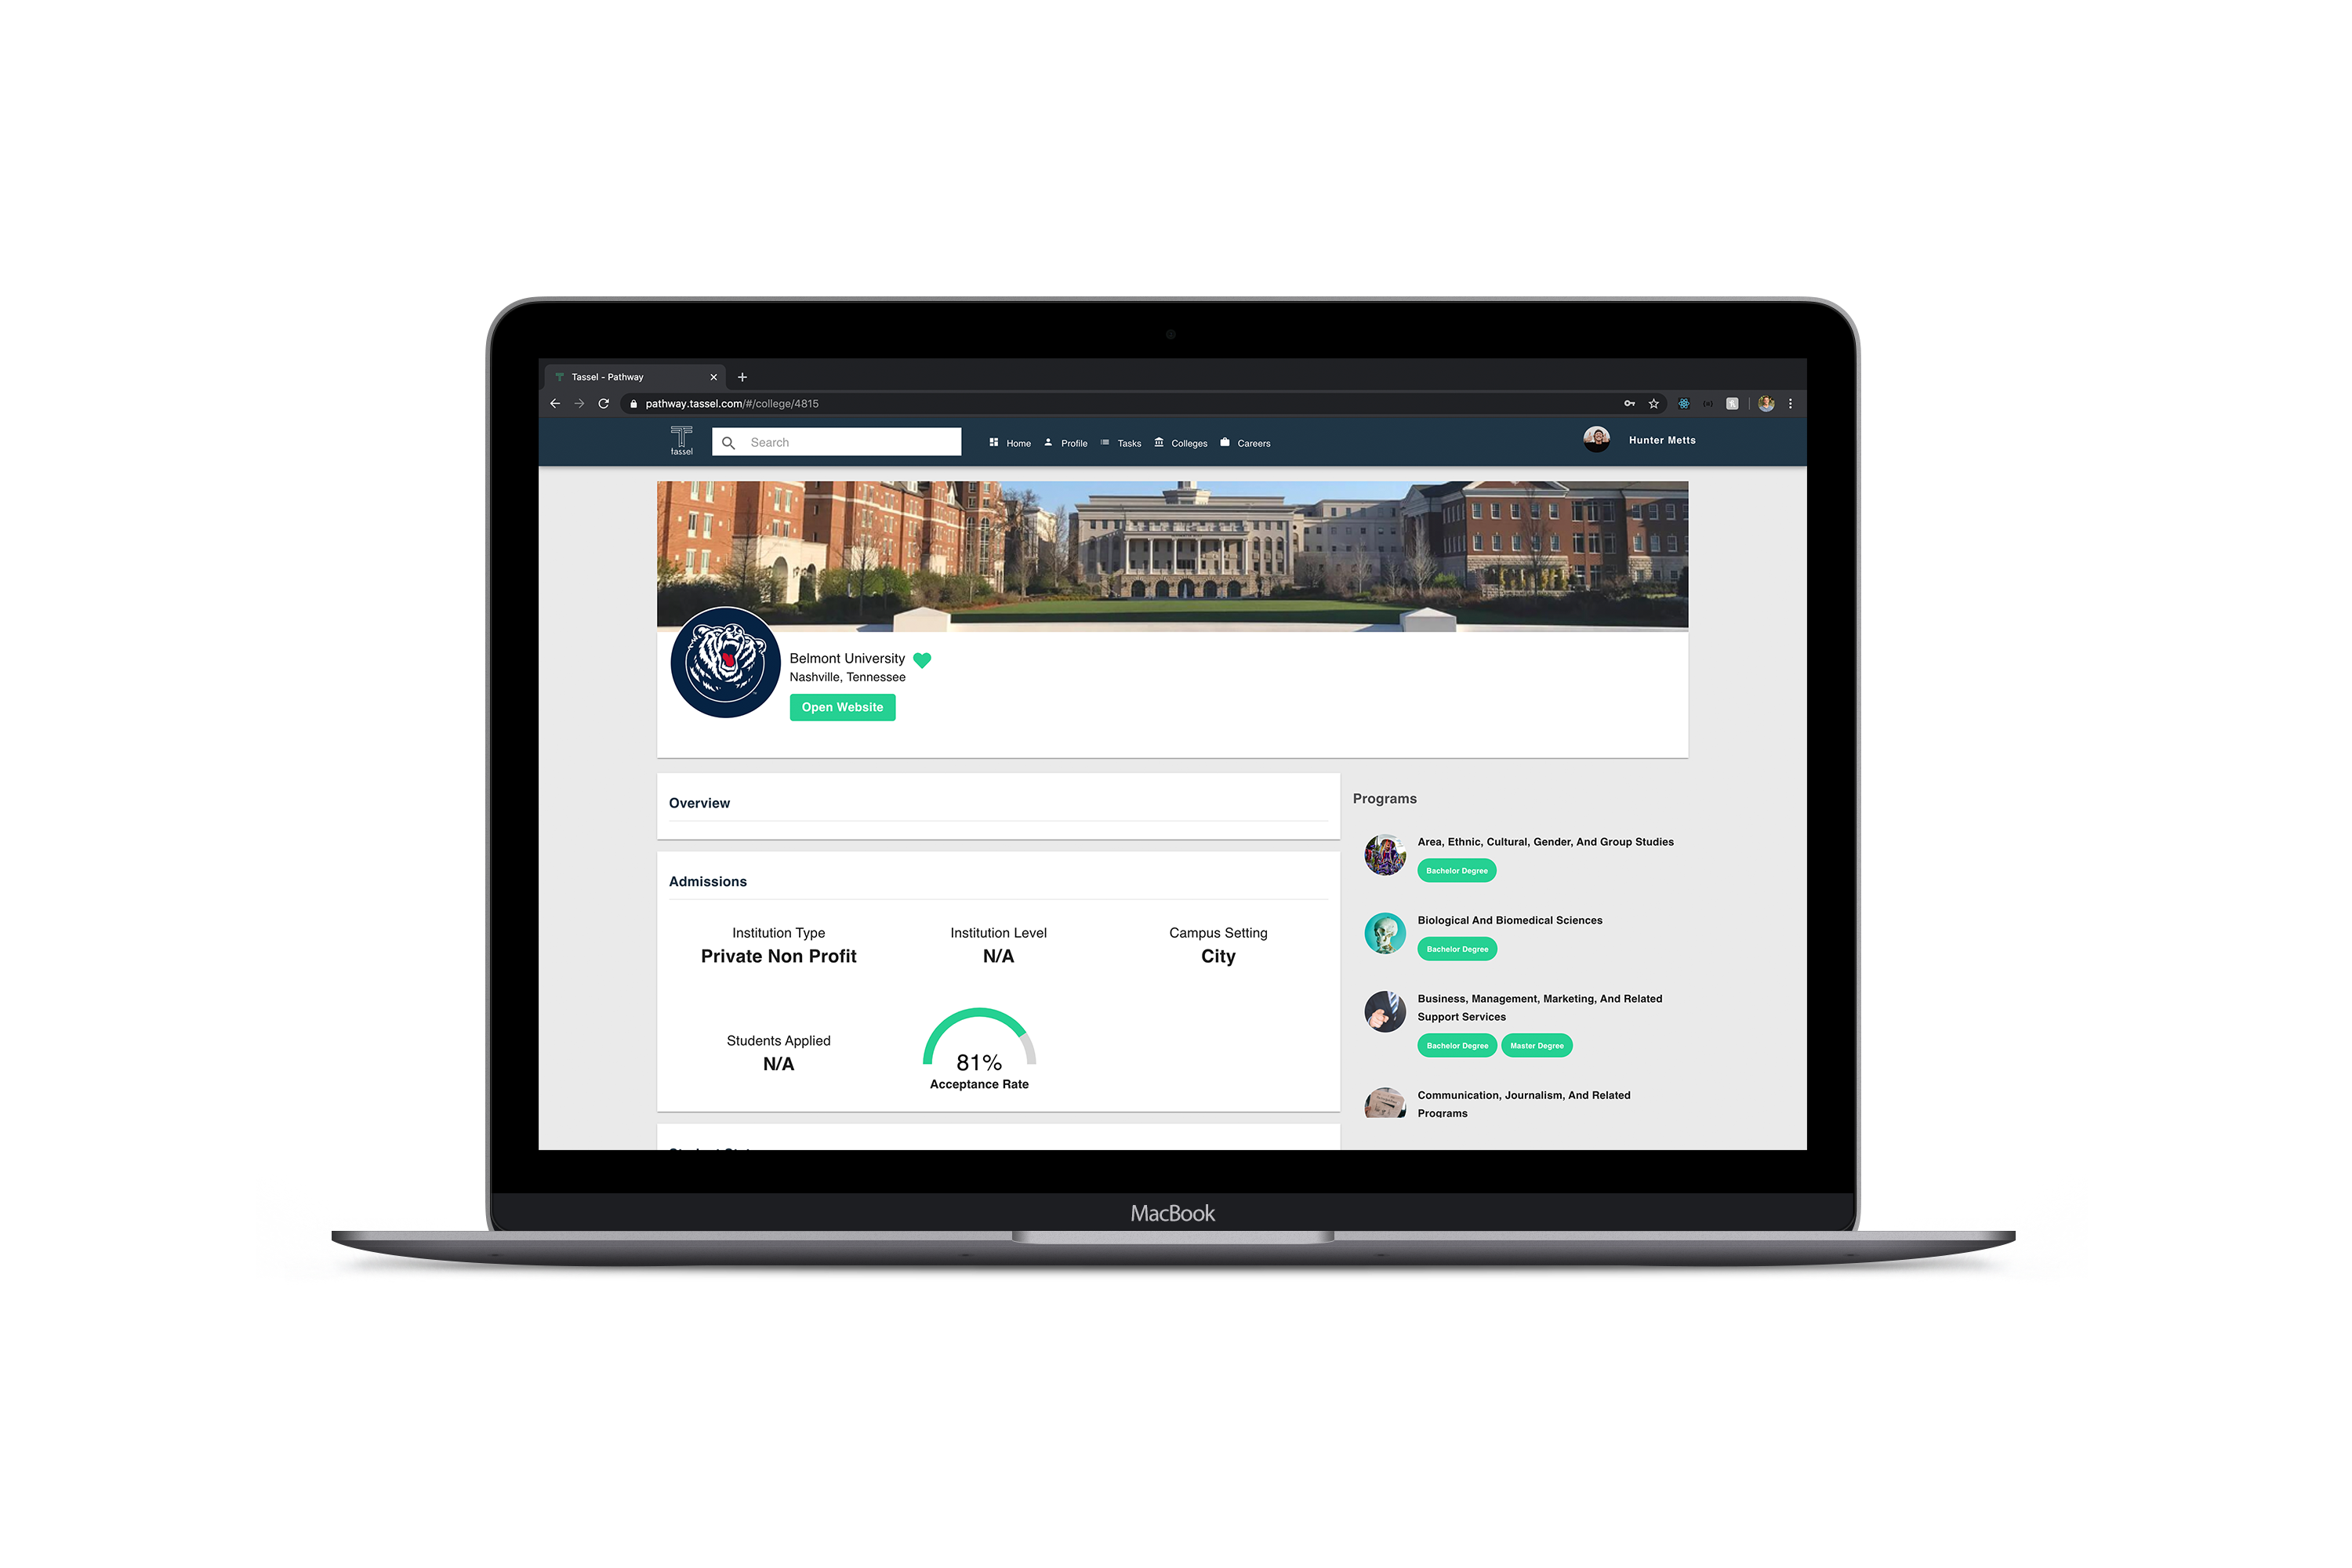 Tassel - Pathway
pathway.tassel.com/#/college/4815
tassel
Search
Home
Profile
Tasks
Colleges
Careers
Hunter Metts
Belmont University
Nashville, Tennessee
Open Website
Overview
Admissions
Institution Type
Private Non Profit
Institution Level
N/A
Campus Setting
City
Students Applied
N/A
81%
Acceptance Rate
Programs
Area, Ethnic, Cultural, Gender, And Group Studies
Bachelor Degree
Biological And Biomedical Sciences
Bachelor Degree
Business, Management, Marketing, And Related
Support Services
Bachelor Degree
Master Degree
Communication, Journalism, And Related
Programs
MacBook